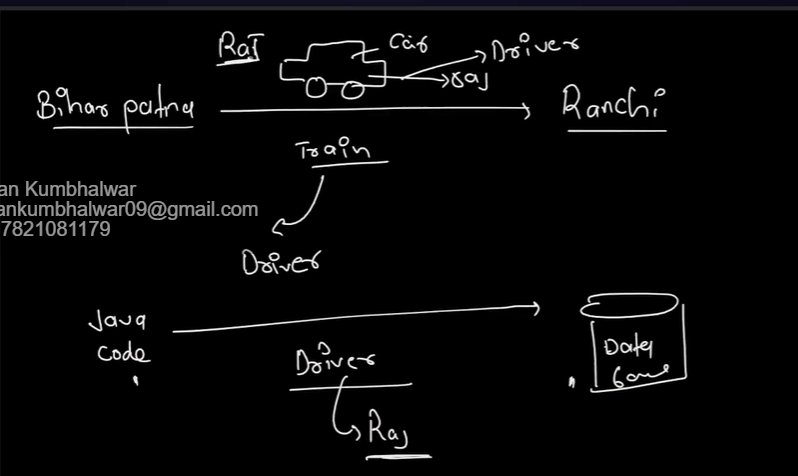 Raj
Car
Driver
raj
Bihar patna
Ranchi
Train
an Kumbhalwar
ankumbhalwar09@gmail.com
7821081179
Driver
Java
code
Driver
Data
base
Raj